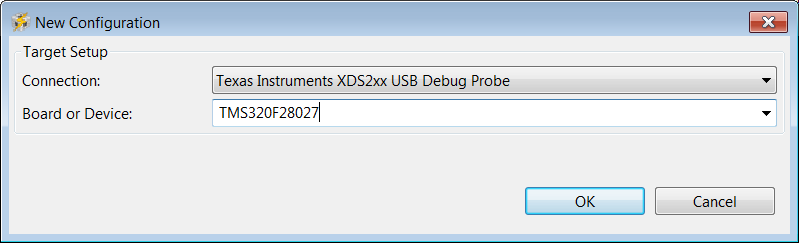 New Configuration
Target Setup
Connection: Texas Instruments XDS2xx USB Debug Probe
Board or Device: TMS320F28027
OK Cancel